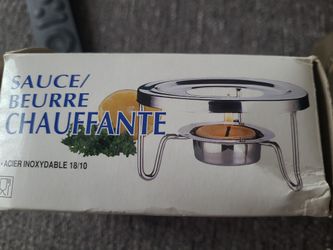 SAUCE/
BEURRE
CHAUFFANTE
• ACIER INOXYDABLE 18/10